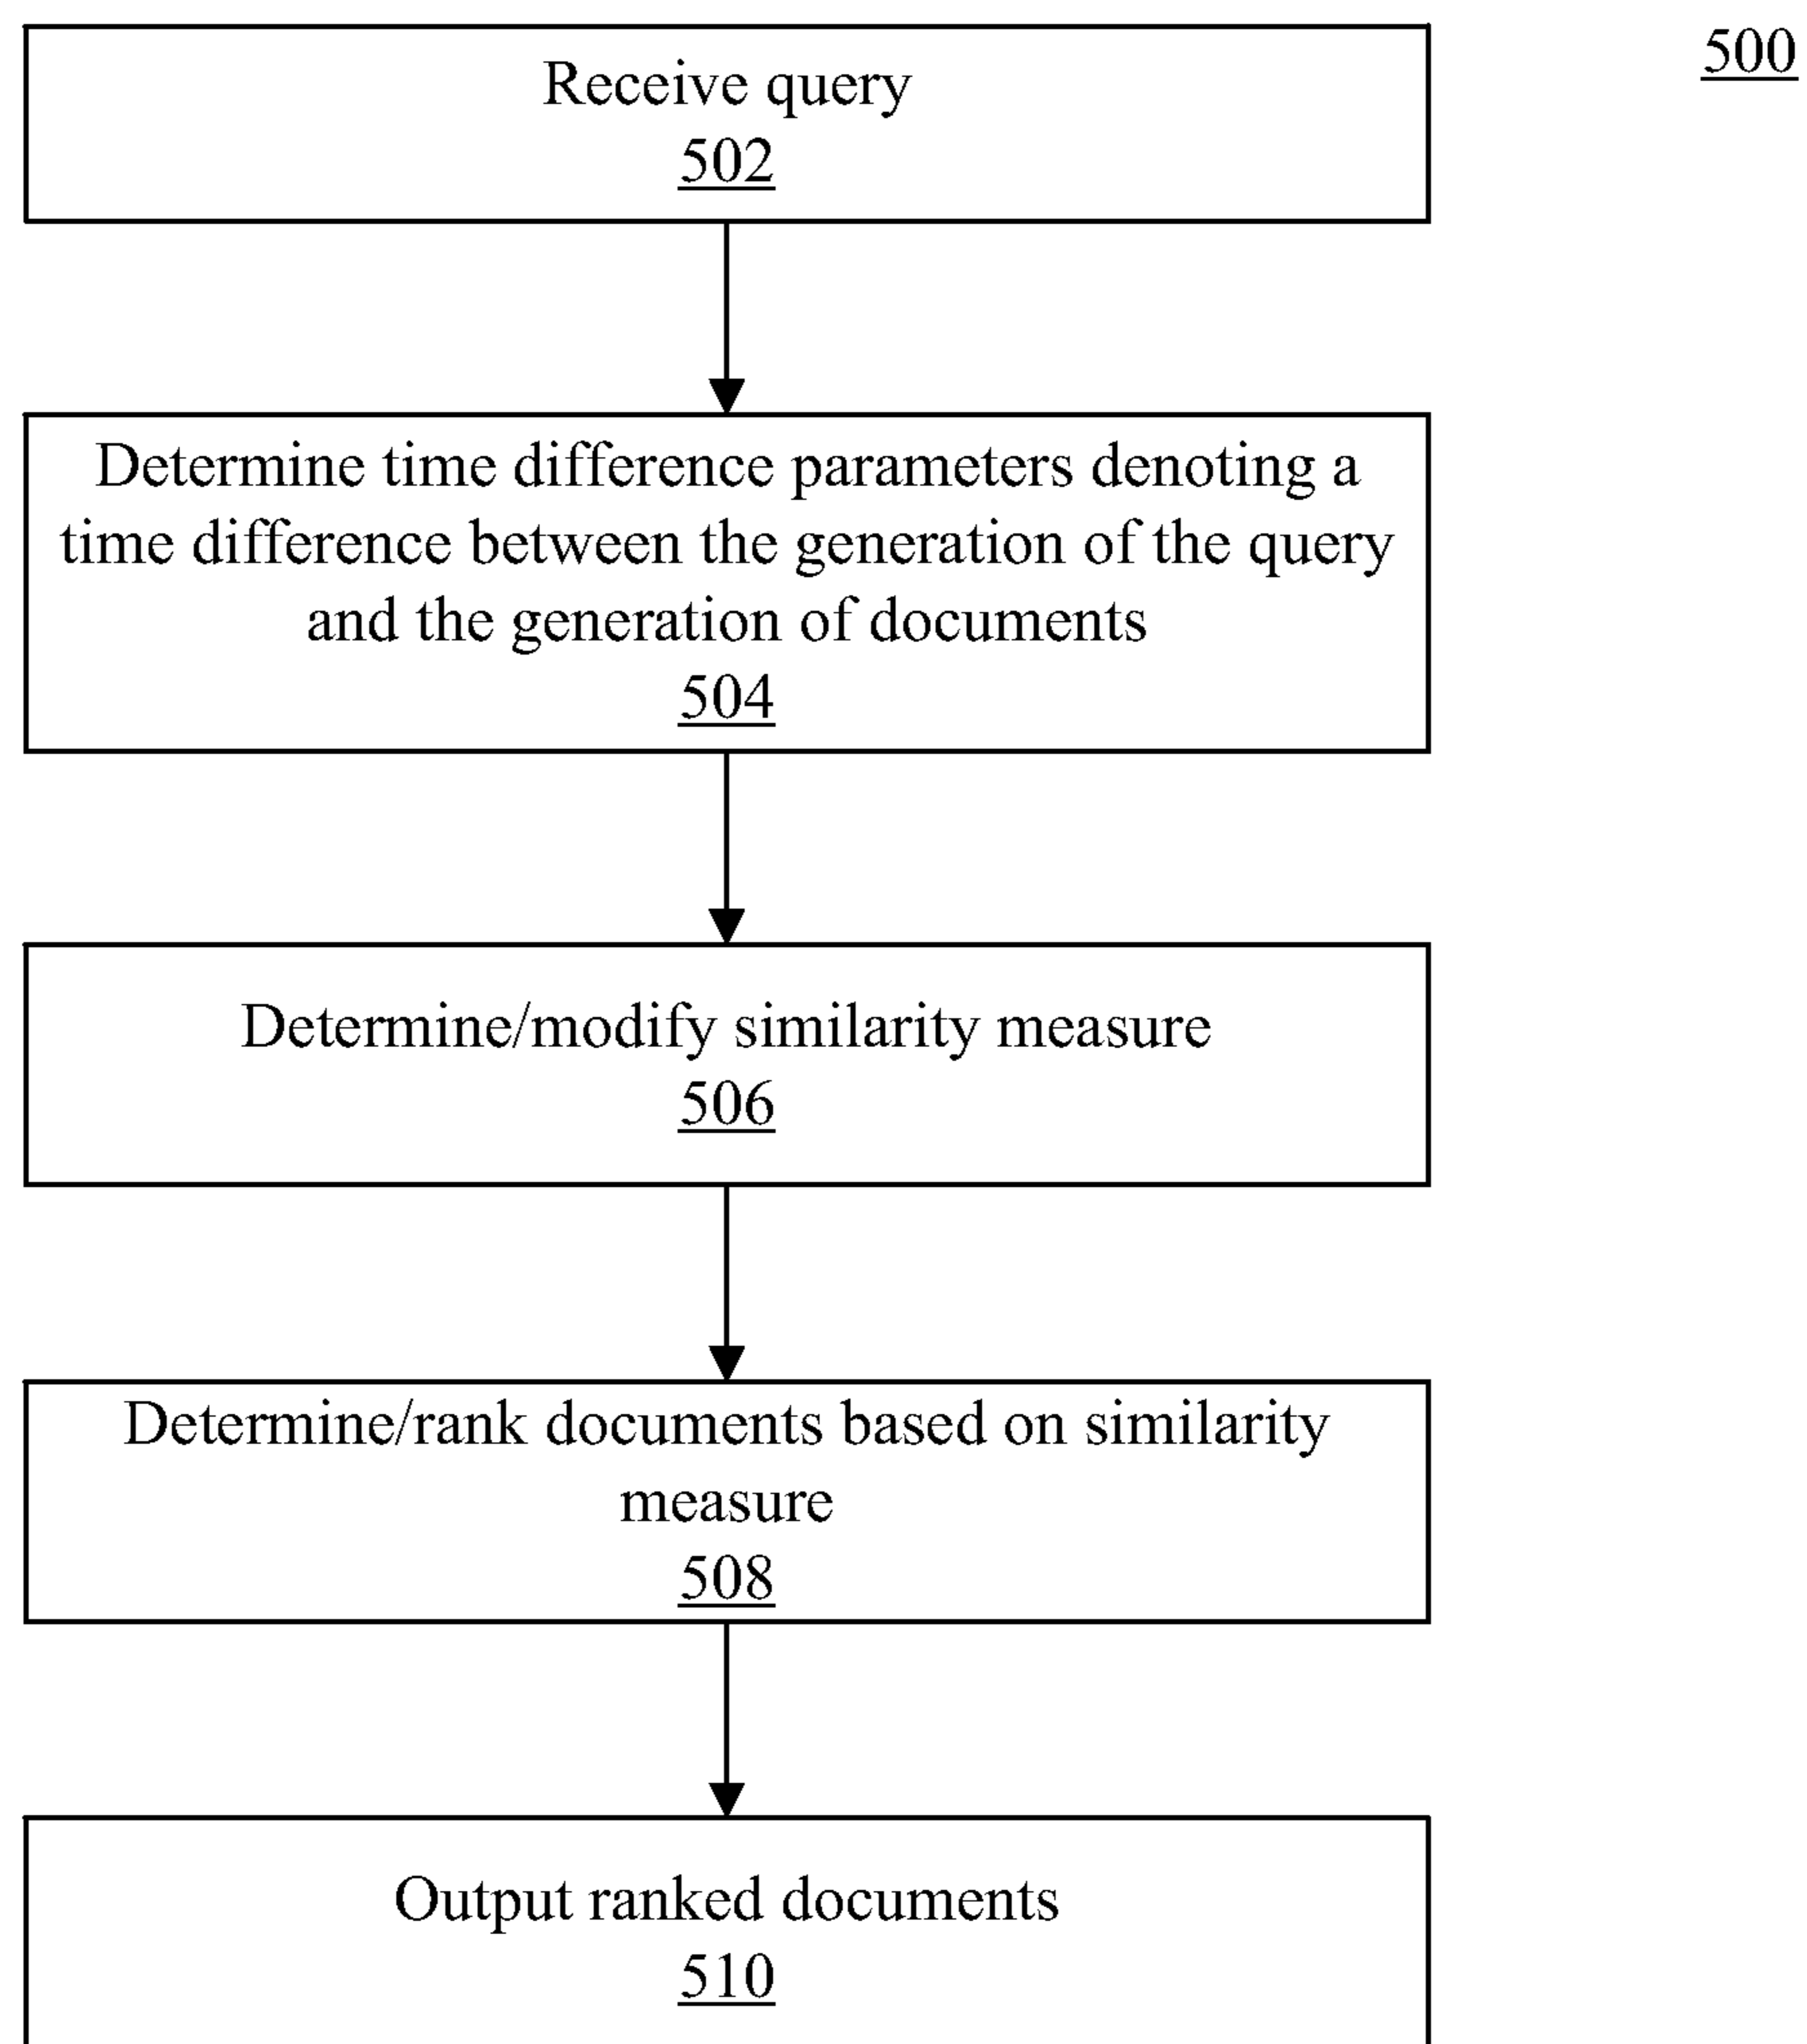 500
Receive query
502
Determine time difference parameters denoting a
time difference between the generation of the query
and the generation of documents
504
Determine/modify similarity measure
506
Determine/rank documents based on similarity
measure
508
Output ranked documents
510